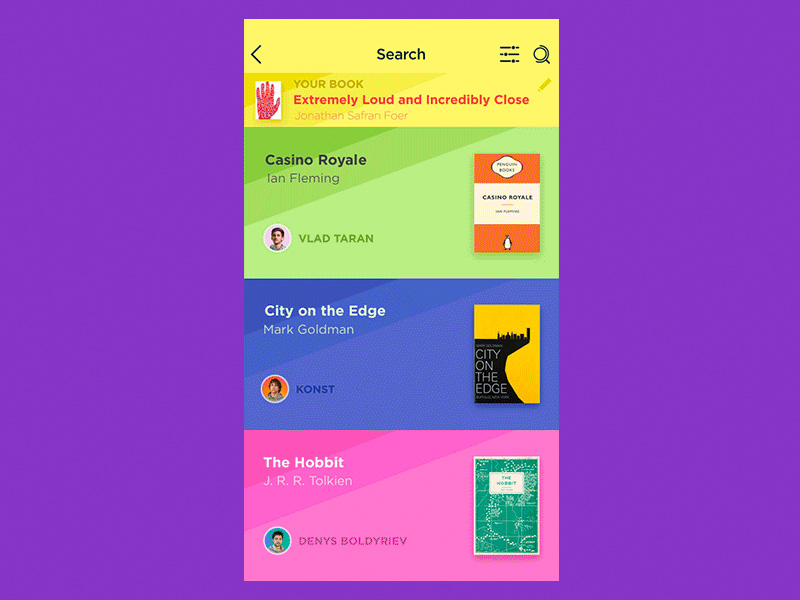 Search
YOUR BOOK
Extremely Loud and Incredibly Close
Jonathan Safran Foer
Casino Royale
Ian Fleming
VLAD TARAN
PENGUIN
BOOKS
CASINO ROYALE
IAN FLEMING
City on the Edge
Mark Goldman
KONST
MARK GOLDMAN
CITY
ON
THE
EDGE
BUFFALO, NEW YORK
The Hobbit
J. R. R. Tolkien
DENYS BOLDYRIEV
THE
HOBBIT